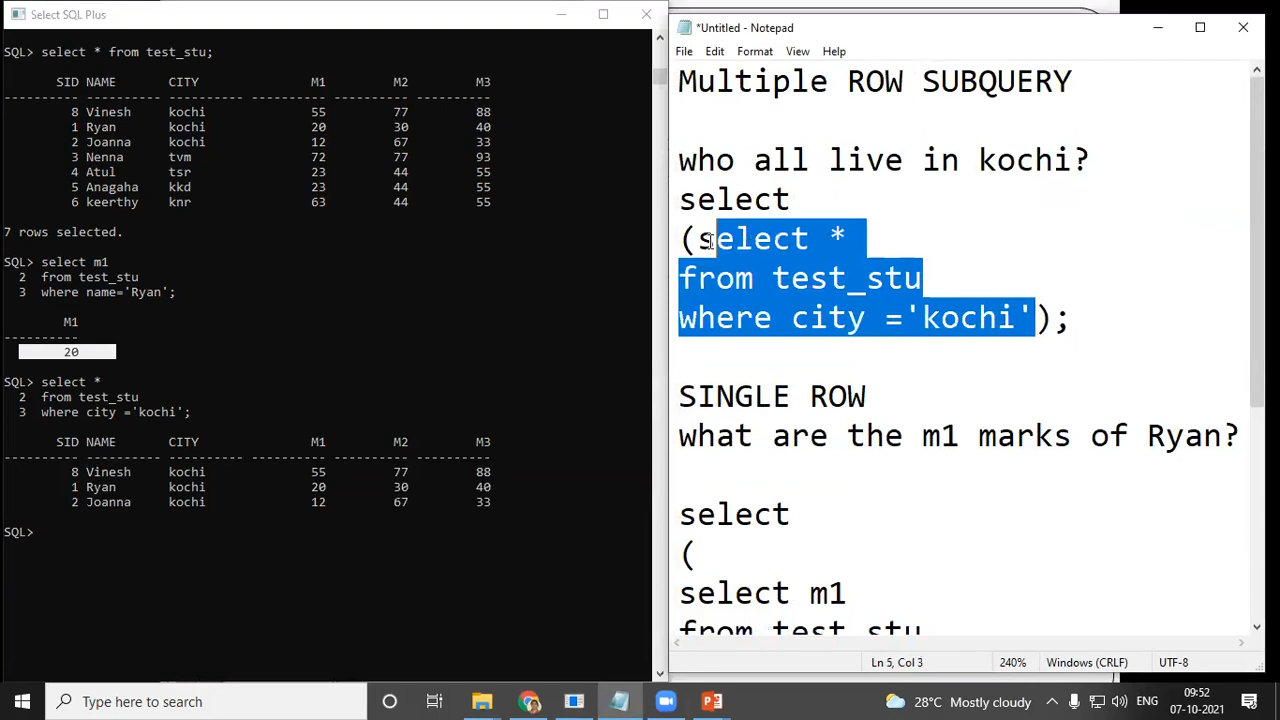 Select SQL Plus
SQL> select * from test_stu;
SID NAME CITY M1 M2 M3
---------- ---------- ---------- ---------- ---------- ----------
8 Vinesh kochi 55 77 88
1 Ryan kochi 20 30 40
2 Joanna kochi 12 67 33
3 Nenna tvm 72 77 93
4 Atul tsr 23 44 55
5 Anagaha kkd 23 44 55
6 keerthy knr 63 44 55
7 rows selected.
SQL> select m1
2 from test_stu
3 where name='Ryan';
M1
----------
20
SQL> select *
2 from test_stu
3 where city ='kochi';
SID NAME CITY M1 M2 M3
---------- ---------- ---------- ---------- ---------- ----------
8 Vinesh kochi 55 77 88
1 Ryan kochi 20 30 40
2 Joanna kochi 12 67 33
SQL>
*Untitled - Notepad
File Edit Format View Help
Multiple ROW SUBQUERY
who all live in kochi?
select
(select *
from test_stu
where city ='kochi');
SINGLE ROW
what are the m1 marks of Ryan?
select
(
select m1
from test_stu
Ln 5, Col 3 240% Windows (CRLF) UTF-8
Type here to search
28°C Mostly cloudy
ENG
09:52
07-10-2021